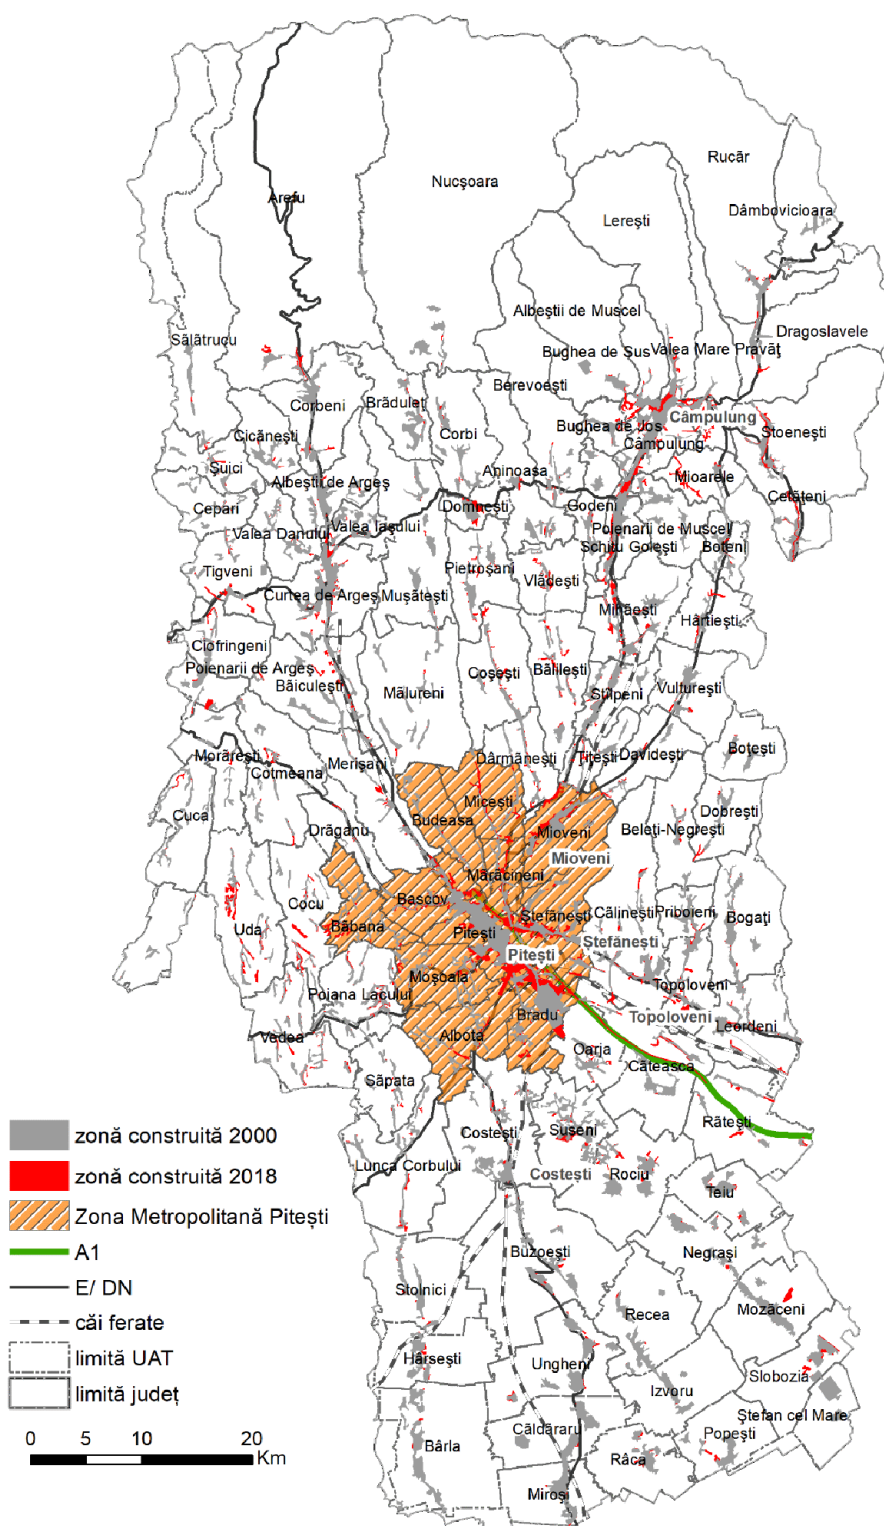 Rucăr
Nucșoara
Arefu
Dâmbovicioara
Lerești
Albeștii de Muscel
Dragoslavele
Sălătrucu
Bughea de Sus
Valea Mare Pravăț
Berevoești
Corbeni
Brăduleț
Câmpulung
Bughea de Jos
Stoenești
Cicănești
Corbi
Câmpulung
Șuici
Aninoasa
Mioarele
Albeștii de Argeș
Cetățeni
Cepari
Domnești
Godeni
Valea Danului
Valea Iașului
Poienarii de Muscel
Schitu Golești
Boteni
Tigveni
Pietroșani
Vlădești
Curtea de Argeș
Mușătești
Mihăești
Hârtiești
Ciofrîngeni
Poienarii de Argeș
Băiculești
Mălureni
Coșești
Bălilești
Stîlpeni
Vulturești
Morărești
Cotmeana
Merișani
Dârmănești
Titești
Davidești
Botești
Cuca
Drăganu
Budeasa
Micești
Mioveni
Beleți-Negrești
Dobrești
Mioveni
Mărăcineni
Cocu
Bascov
Uda
Băbana
Ștefănești
Călinești
Priboieni
Bogați
Pitești
Ștefănești
Pitești
Moșoaia
Topoloveni
Poiana Lacului
Bradu
Topoloveni
Leordeni
Vedea
Albota
Oarja
Căteasca
Săpata
Rătești
Costești
Suseni
Lunca Corbului
Costești
Rociu
Teiu
Buzoești
Negrași
Stolnici
Recea
Mozăceni
Hârsești
Ungheni
Slobozia
Izvoru
Ștefan cel Mare
Bârla
Căldăraru
Popești
Râca
Miroși
zonă construită 2000
zonă construită 2018
Zona Metropolitană Pitești
A1
E/ DN
căi ferate
limită UAT
limită județ
0 5 10 20
Km